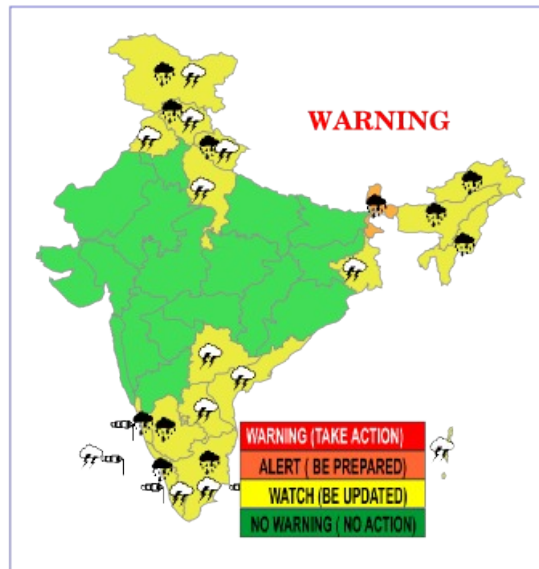 WARNING
WARNING (TAKE ACTION)
ALERT ( BE PREPARED)
WATCH (BE UPDATED)
NO WARNING ( NO ACTION)